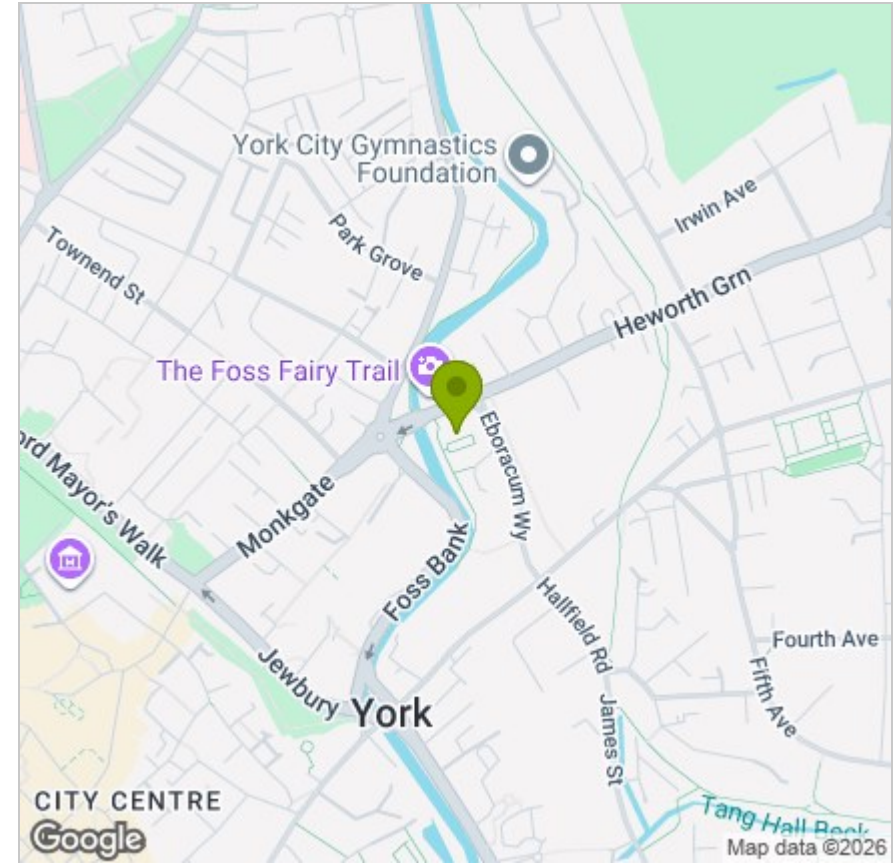 York City Gymnastics
Foundation
Irwin Ave
Park Grove
Townend St
Heworth Grn
The Foss Fairy Trail
Eboracum Wy
ord Mayor's Walk
Monkgate
Foss Bank
Hallfield Rd
Fourth Ave
Fifth Ave
Jewbury
York
James St
CITY CENTRE
Tang Hall Beck
Google
Map data ©2026